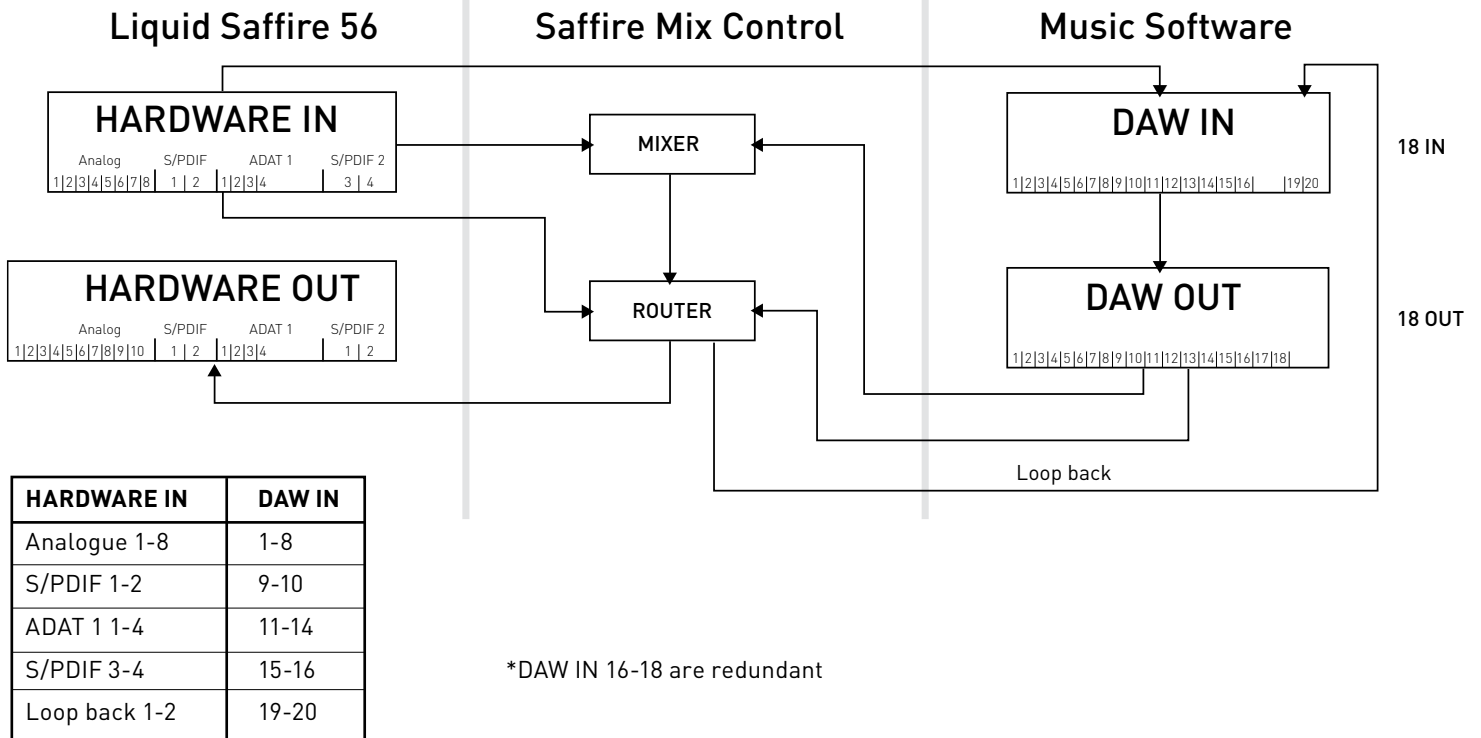 Liquid Saffire 56
Saffire Mix Control
Music Software
HARDWARE IN
Analog S/PDIF ADAT 1 S/PDIF 2
1|2|3|4|5|6|7|8 1 | 2 1|2|3|4 3 | 4
MIXER
DAW IN
1|2|3|4|5|6|7|8|9|10|11|12|13|14|15|16| |19|20
18 IN
HARDWARE OUT
Analog S/PDIF ADAT 1 S/PDIF 2
1|2|3|4|5|6|7|8|9|10 1 | 2 1|2|3|4 1 | 2
ROUTER
DAW OUT
1|2|3|4|5|6|7|8|9|10|11|12|13|14|15|16|17|18|
18 OUT
Loop back
HARDWARE IN DAW IN
Analogue 1-8 1-8
S/PDIF 1-2 9-10
ADAT 1 1-4 11-14
S/PDIF 3-4 15-16
Loop back 1-2 19-20
*DAW IN 16-18 are redundant